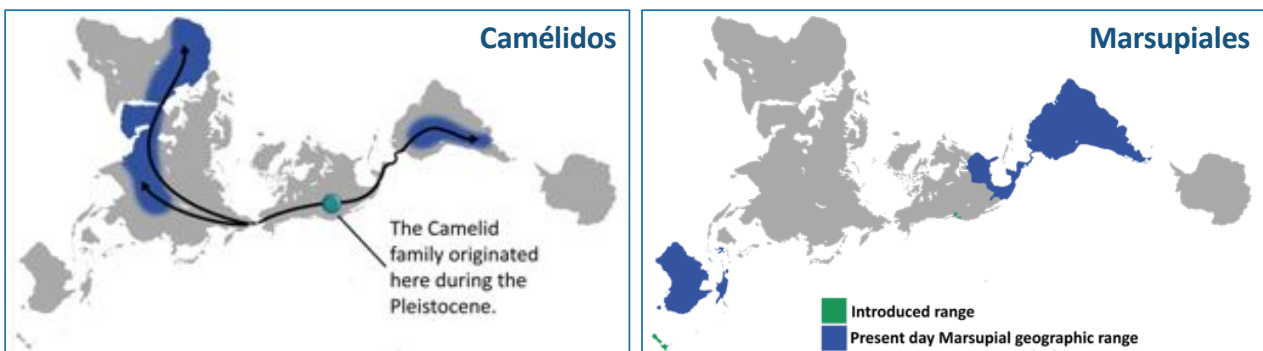 Camélidos
The Camelid
family originated
here during the
Pleistocene.
Marsupiales
Introduced range
Present day Marsupial geographic range